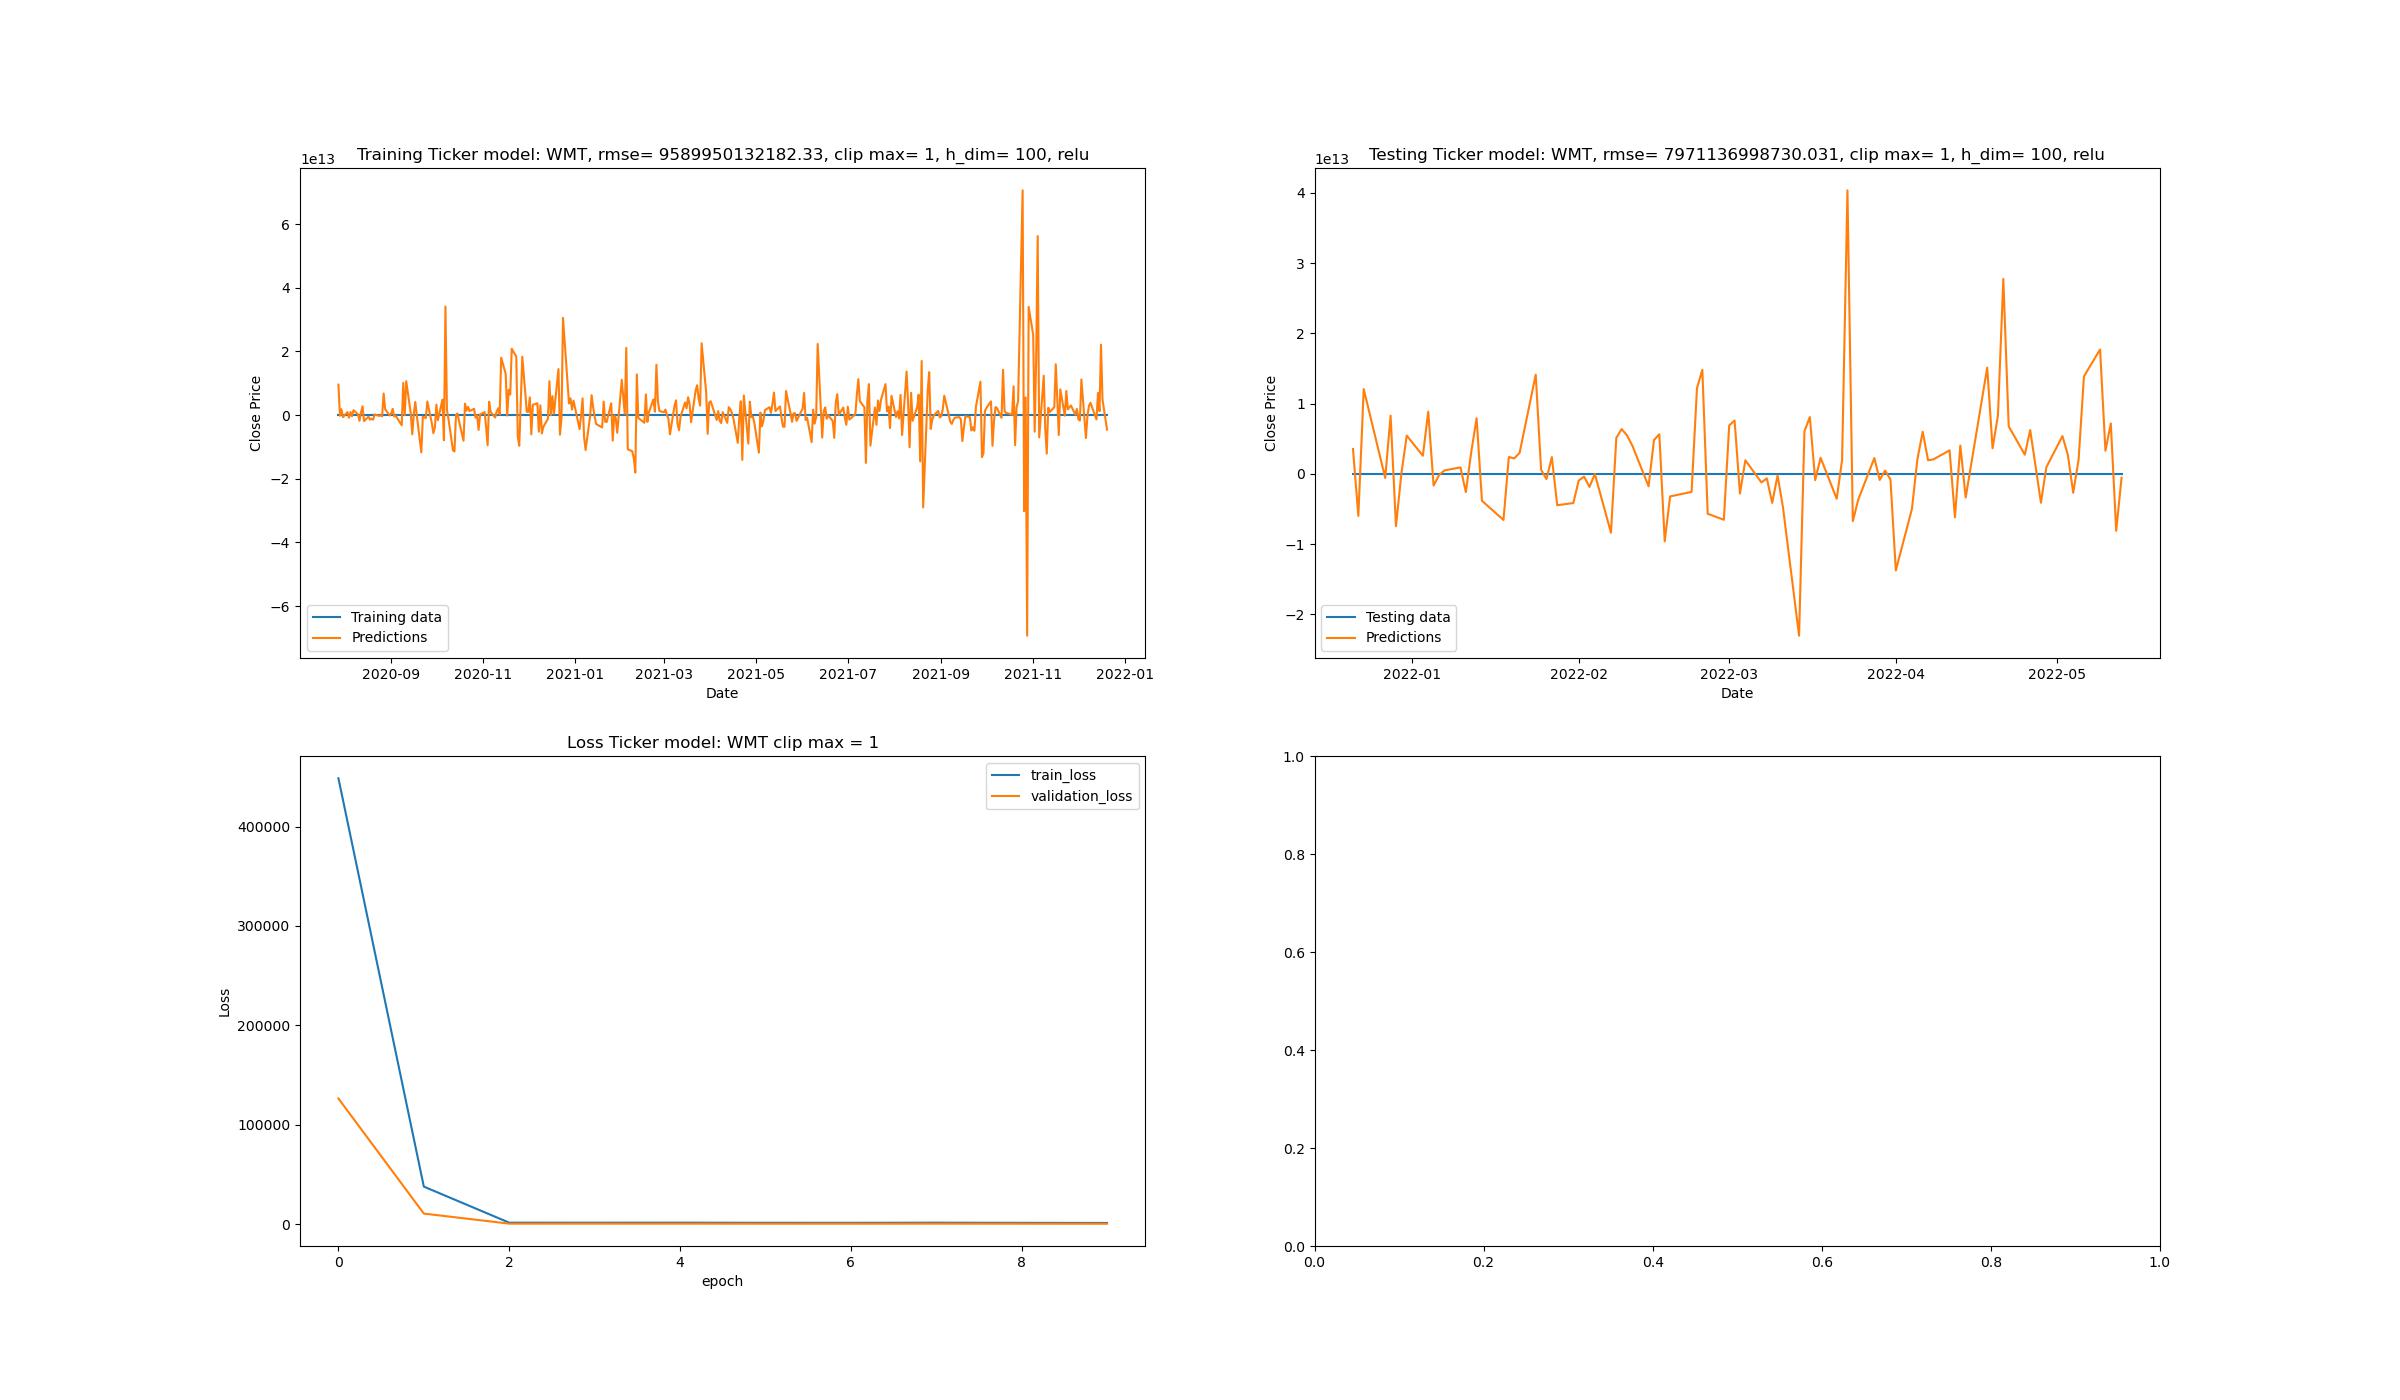 Training Ticker model: WMT, rmse= 9589950132182.33, clip max= 1, h_dim= 100, relu
1e13
6
4
2
0
−2
−4
−6
Close Price
Training data
Predictions
2020-09 2020-11 2021-01 2021-03 2021-05 2021-07 2021-09 2021-11 2022-01
Date
Testing Ticker model: WMT, rmse= 7971136998730.031, clip max= 1, h_dim= 100, relu
1e13
4
3
2
1
0
−1
−2
Close Price
Testing data
Predictions
2022-01 2022-02 2022-03 2022-04 2022-05
Date
Loss Ticker model: WMT clip max = 1
train_loss
validation_loss
400000
300000
200000
100000
0
Loss
0 2 4 6 8
epoch
1.0
0.8
0.6
0.4
0.2
0.0
0.0 0.2 0.4 0.6 0.8 1.0